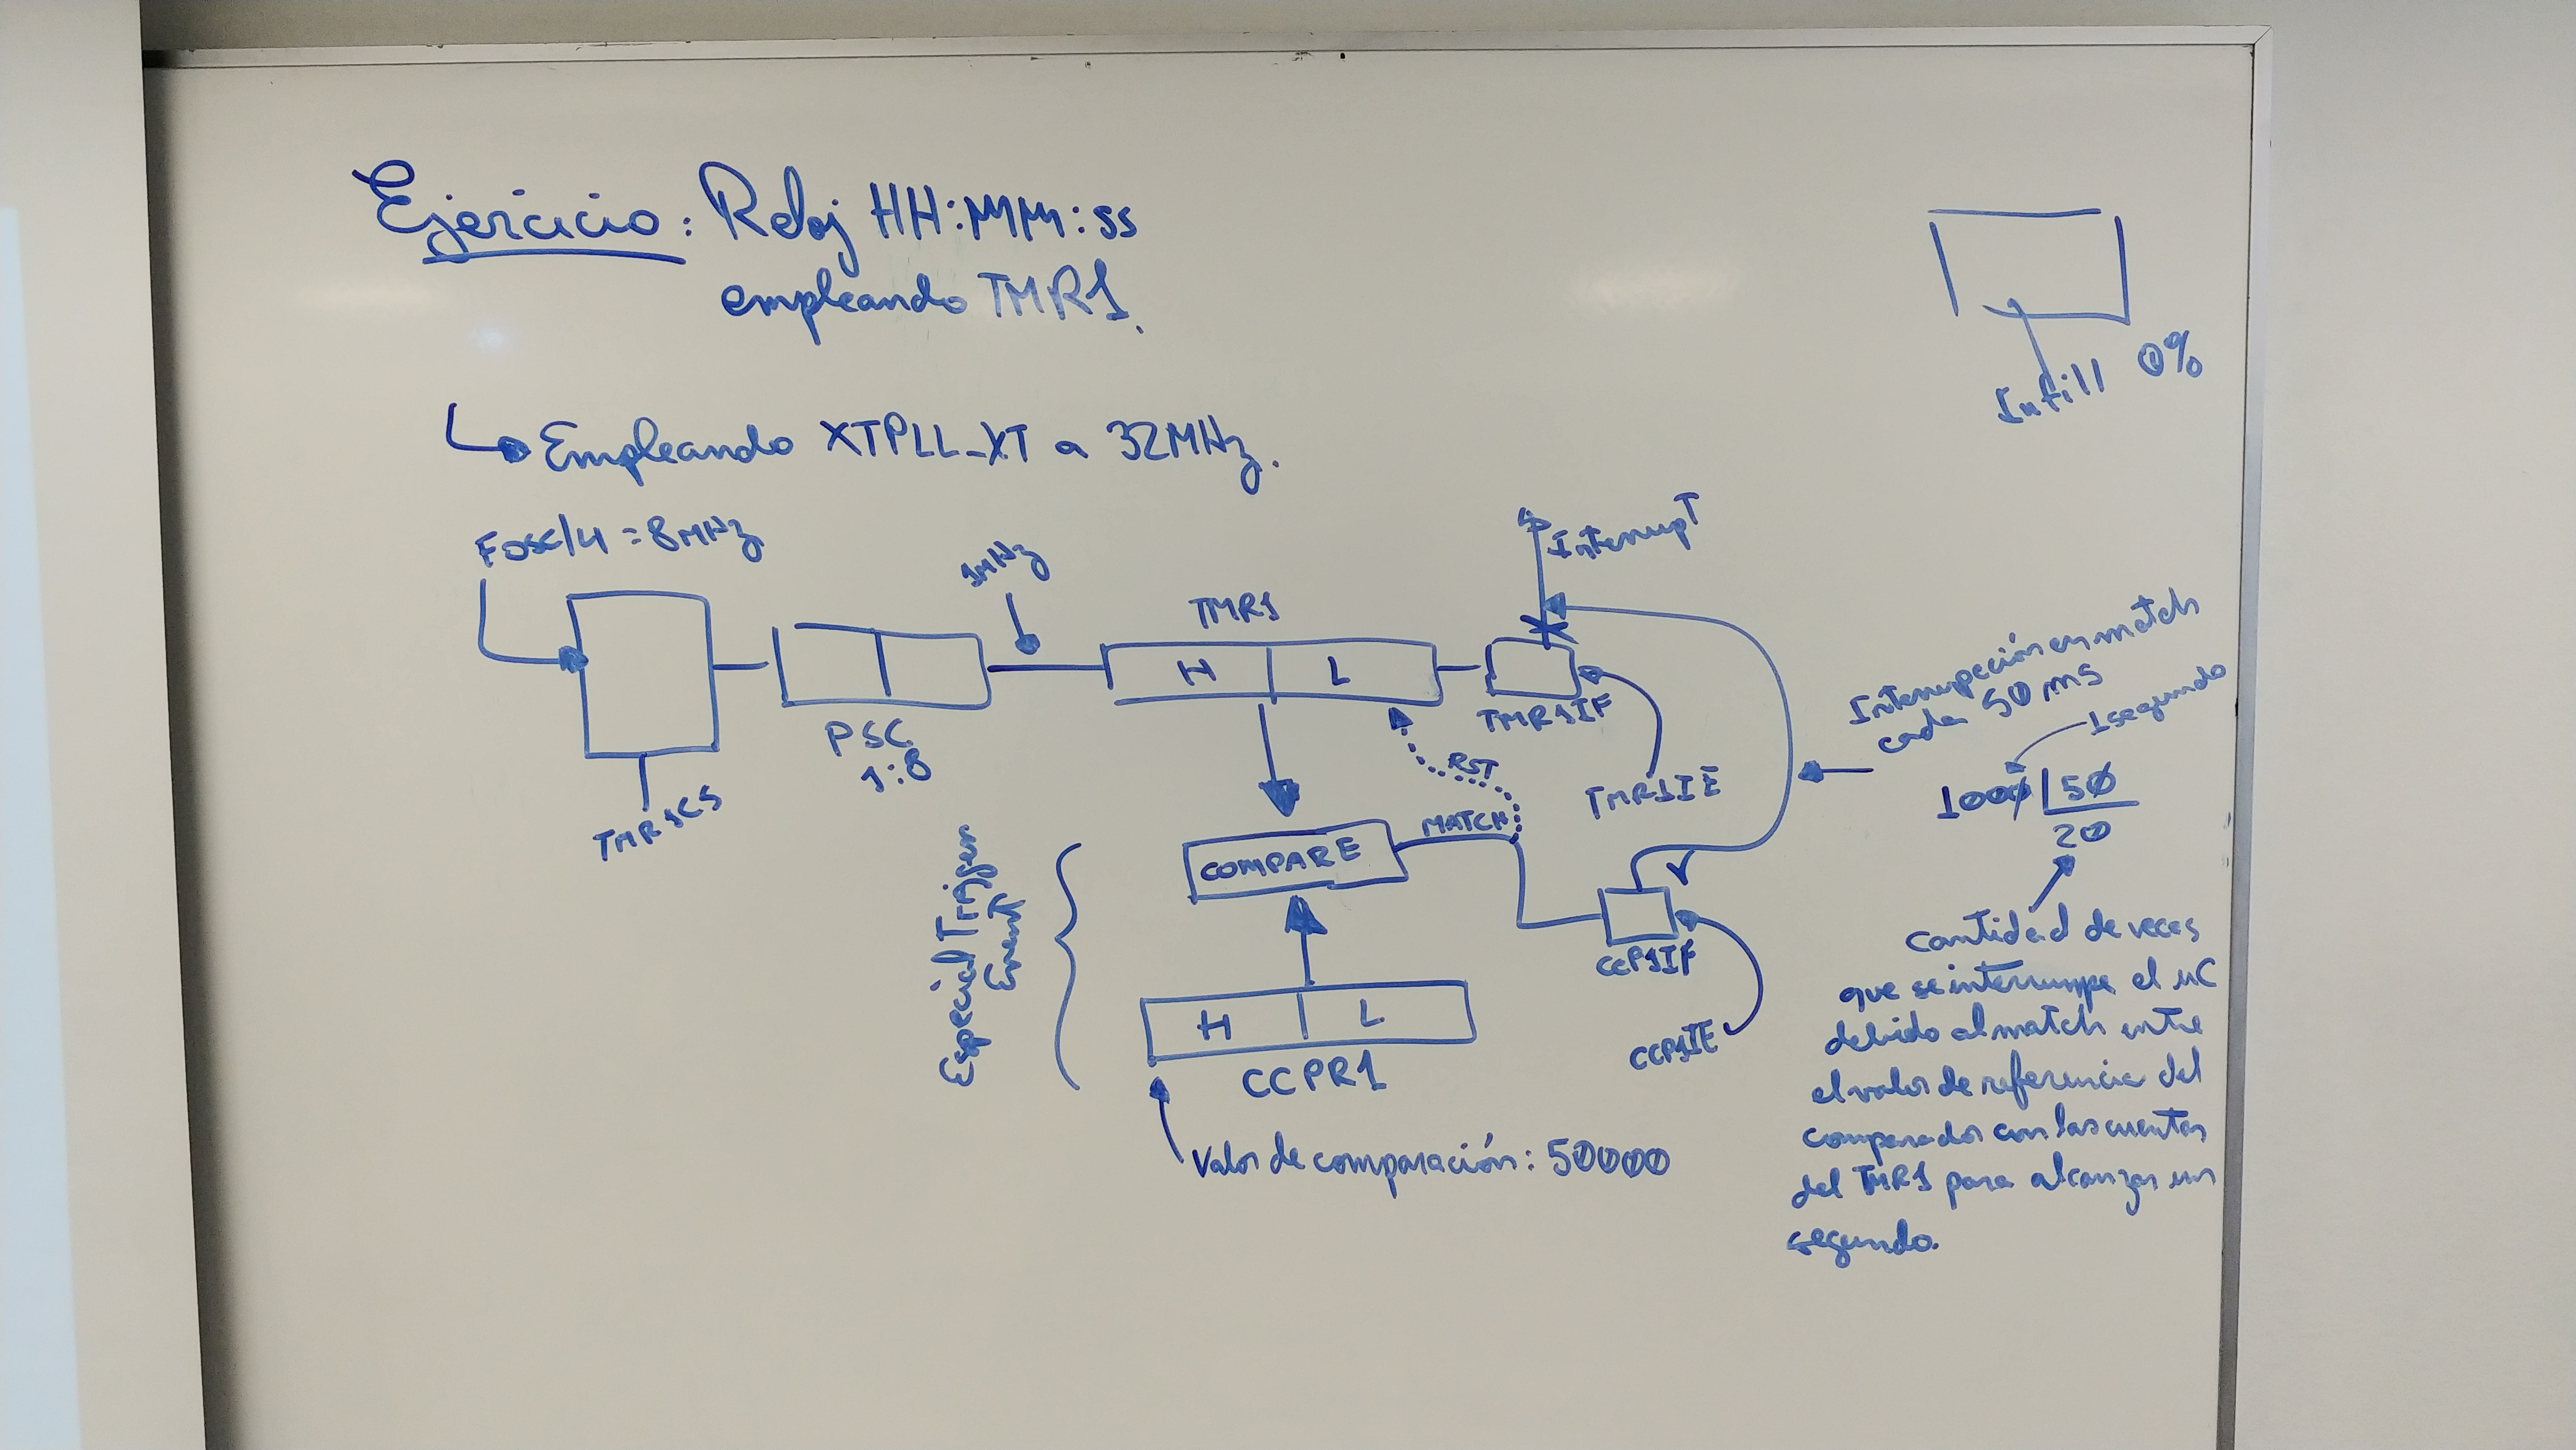 Ejercicio: Reloj HH:MM:ss
empleando TMR1.
Infill 0%
Empleando XTPLL_XT a 32MHz.
Fosc/4 = 8MHz
1MHz
TMR1
Interrupt
H L
TMR1IF
PSC
1:8
TMR1CS
RST
TMR1IE
Interrupción en match
cada 50 ms
1 segundo
1000 50
20
MATCH
COMPARE
Especial Trigger
Event
CCP1IF
CCP1IE
H L
CCPR1
Valor de comparación: 50000
Cantidad de veces
que se interrumpe el uC
debido al match entre
el valor de referencia del
comparador con las cuentas
del TMR1 para alcanzar un
segundo.